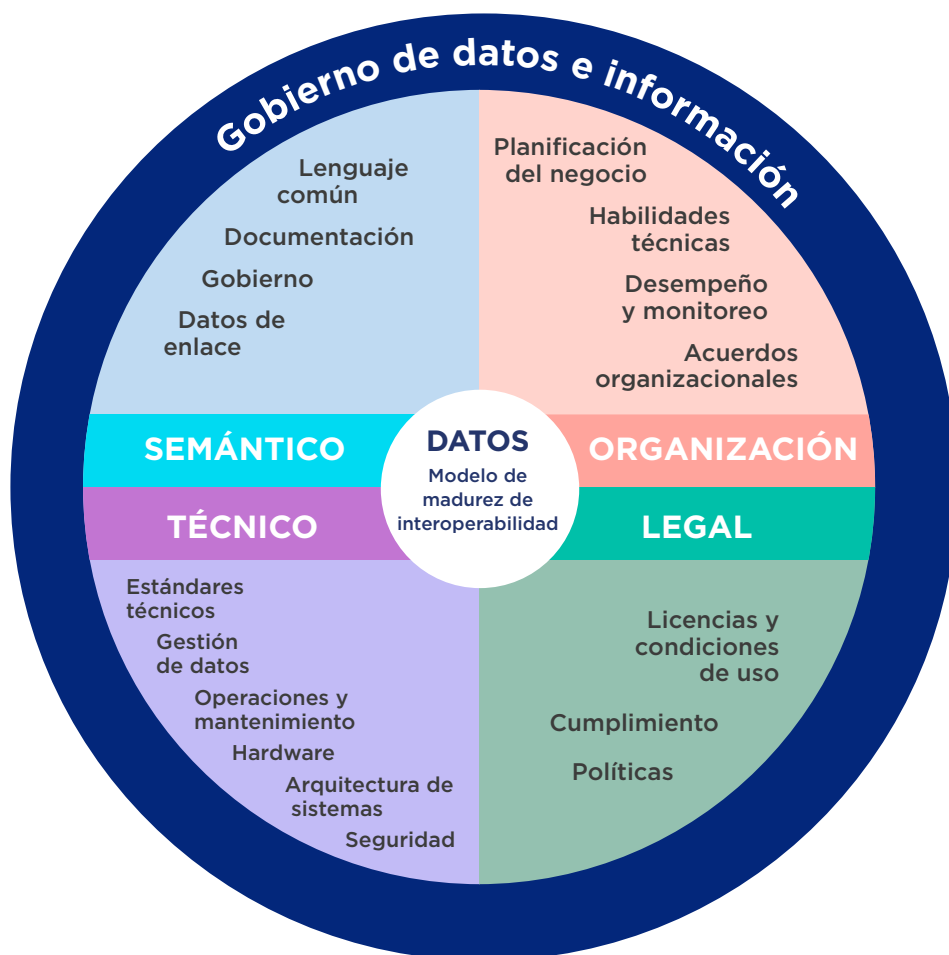 Gobierno de datos e información
Lenguaje
común
Documentación
Gobierno
Datos de
enlace
SEMÁNTICO
Planificación
del negocio
Habilidades
técnicas
Desempeño
y monitoreo
Acuerdos
organizacionales
ORGANIZACIÓN
DATOS
Modelo de
madurez de
interoperabilidad
TÉCNICO
Estándares
técnicos
Gestión
de datos
Operaciones y
mantenimiento
Hardware
Arquitectura de
sistemas
Seguridad
LEGAL
Licencias y
condiciones
de uso
Cumplimiento
Políticas